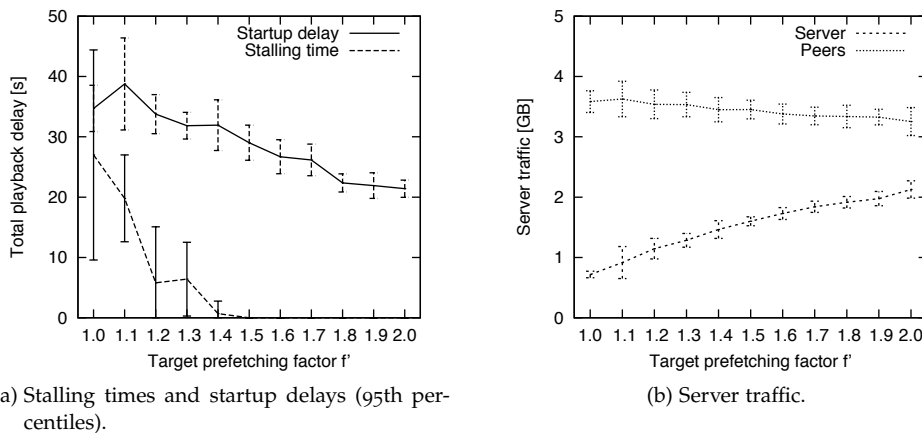 50
40
30
20
10
0
Total playback delay [s]
Startup delay
Stalling time
1.0 1.1 1.2 1.3 1.4 1.5 1.6 1.7 1.8 1.9 2.0
Target prefetching factor f'
a) Stalling times and startup delays (95th per-
centiles).
5
4
3
2
1
0
Server traffic [GB]
Server
Peers
1.0 1.1 1.2 1.3 1.4 1.5 1.6 1.7 1.8 1.9 2.0
Target prefetching factor f'
(b) Server traffic.